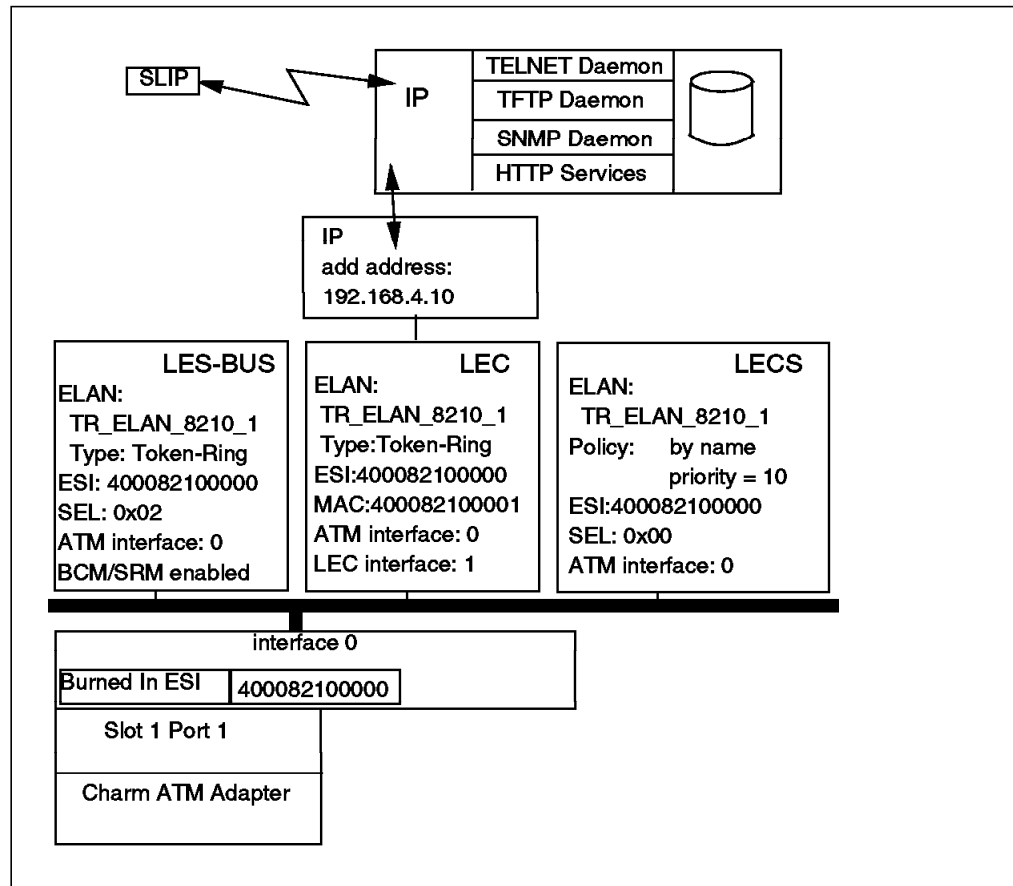 SLIP
IP
TELNET Daemon
TFTP Daemon
SNMP Daemon
HTTP Services
IP
add address:
192.168.4.10
LES-BUS
ELAN:
TR_ELAN_8210_1
Type: Token-Ring
ESI: 400082100000
SEL: 0x02
ATM interface: 0
BCM/SRM enabled
LEC
ELAN:
TR_ELAN_8210_1
Type:Token-Ring
ESI:400082100000
MAC:400082100001
ATM interface: 0
LEC interface: 1
LECS
ELAN:
TR_ELAN_8210_1
Policy: by name
priority = 10
ESI:400082100000
SEL: 0x00
ATM interface: 0
interface 0
Burned In ESI 400082100000
Slot 1 Port 1
Charm ATM Adapter